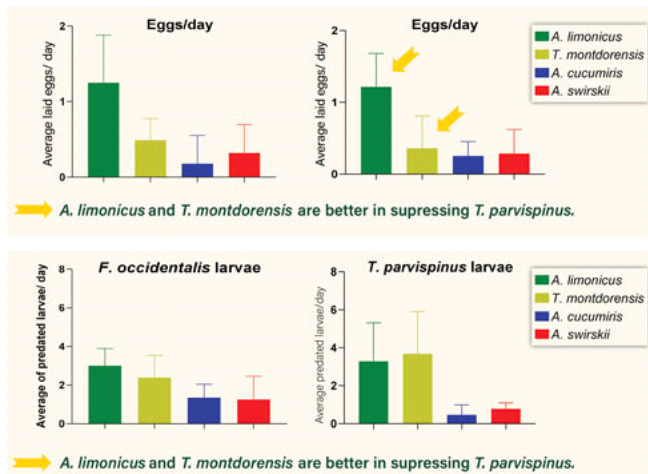 Eggs/day
Average laid eggs/ day
2
1
0
Eggs/day
Average laid eggs/ day
2
1
0
A. limonicus
T. montdorensis
A. cucumiris
A. swirskii
A. limonicus and T. montdorensis are better in supressing T. parvispinus.
F. occidentalis larvae
Average of predated larvae/ day
8
6
4
2
0
T. parvispinus larvae
Average predated larvae/day
8
6
4
2
0
A. limonicus
T. montdorensis
A. cucumiris
A. swirskii
A. limonicus and T. montdorensis are better in supressing T. parvispinus.